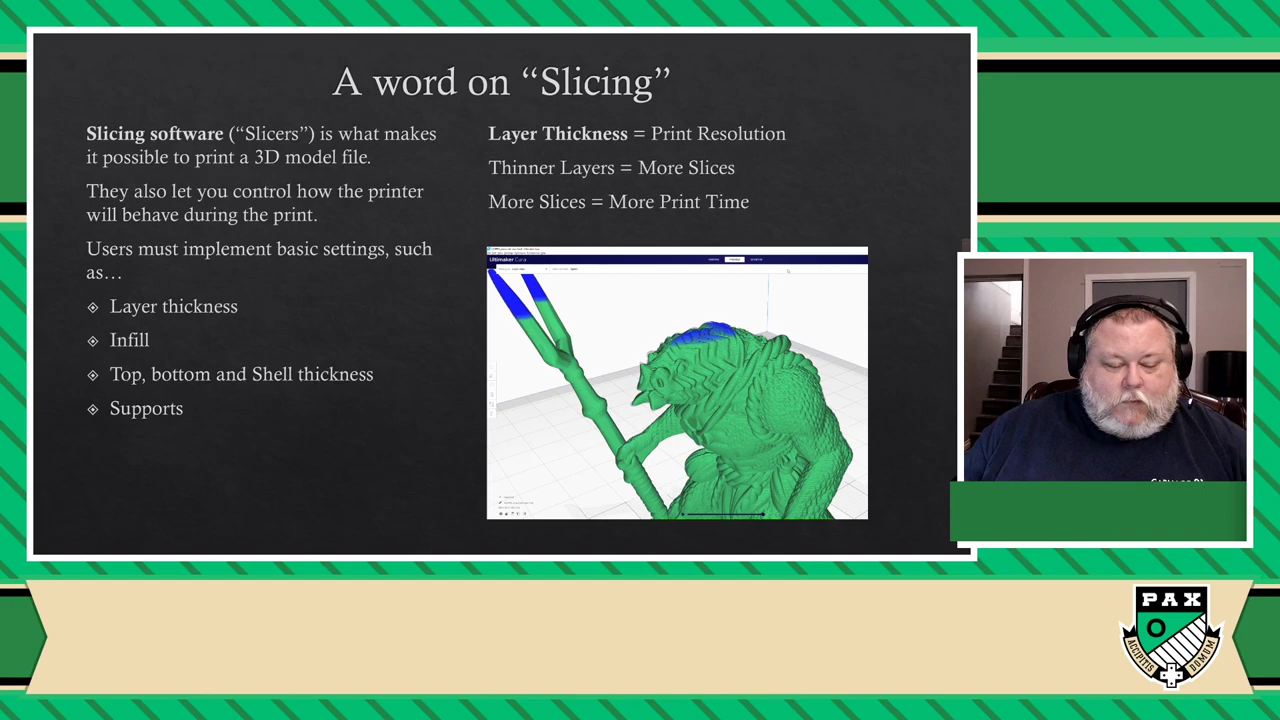 A word on “Slicing”
Slicing software (“Slicers”) is what makes
it possible to print a 3D model file.
They also let you control how the printer
will behave during the print.
Users must implement basic settings, such
as…
Layer thickness
Infill
Top, bottom and Shell thickness
Supports
Layer Thickness = Print Resolution
Thinner Layers = More Slices
More Slices = More Print Time
Ultimaker Cura
PAX
O
ACCIPITIS
DOMUM